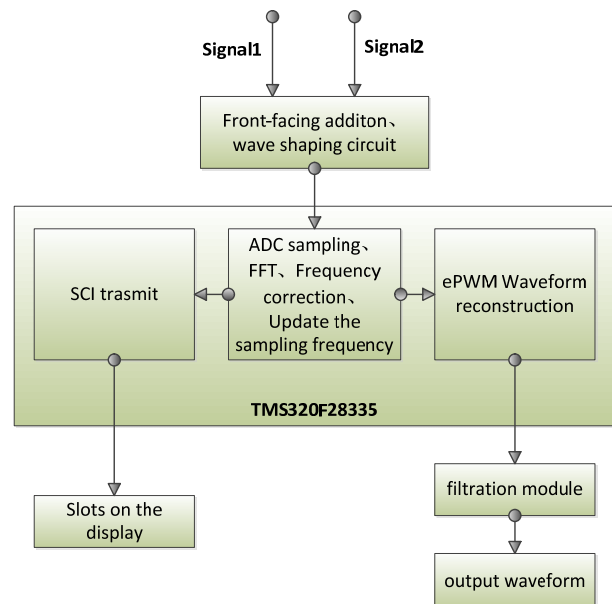 Signal1
Signal2
Front-facing additon、
wave shaping circuit
SCI trasmit
ADC sampling、
FFT、Frequency
correction、
Update the
sampling frequency
ePWM Waveform
reconstruction
TMS320F28335
Slots on the
display
filtration module
output waveform